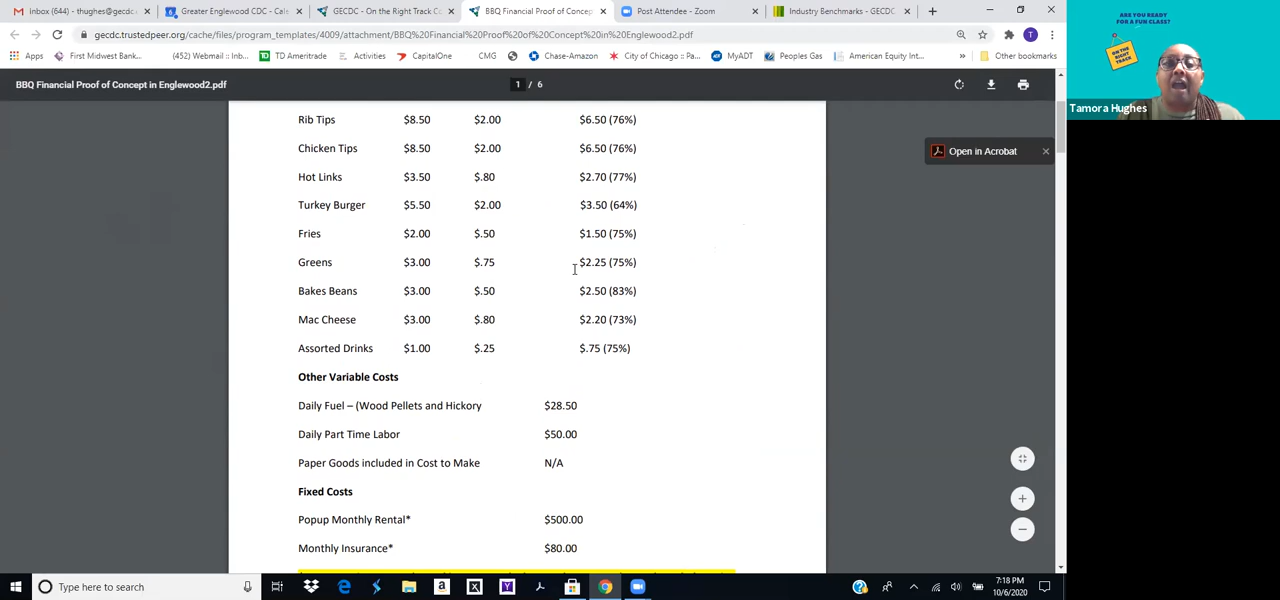 Inbox (644) - thughes@gecdc.
Greater Englewood CDC - Cale
GECDC - On the Right Track Co
BBQ Financial Proof of Concept
Post Attendee - Zoom
Industry Benchmarks - GECDC
gecdc.trustedpeer.org/cache/files/program_templates/4009/attachment/BBQ%20Financial%20Proof%20of%20Concept%20in%20Englewood2.pdf
Apps
First Midwest Bank...
(452) Webmail :: Inb...
TD Ameritrade
Activities
CapitalOne
CMG
Chase-Amazon
City of Chicago :: Pa...
MyADT
Peoples Gas
American Equity Int...
Other bookmarks
BBQ Financial Proof of Concept in Englewood2.pdf
1 / 6
Open in Acrobat
Rib Tips $8.50 $2.00 $6.50 (76%)
Chicken Tips $8.50 $2.00 $6.50 (76%)
Hot Links $3.50 $.80 $2.70 (77%)
Turkey Burger $5.50 $2.00 $3.50 (64%)
Fries $2.00 $.50 $1.50 (75%)
Greens $3.00 $.75 $2.25 (75%)
Bakes Beans $3.00 $.50 $2.50 (83%)
Mac Cheese $3.00 $.80 $2.20 (73%)
Assorted Drinks $1.00 $.25 $.75 (75%)
Other Variable Costs
Daily Fuel – (Wood Pellets and Hickory $28.50
Daily Part Time Labor $50.00
Paper Goods included in Cost to Make N/A
Fixed Costs
Popup Monthly Rental* $500.00
Monthly Insurance* $80.00
Type here to search
7:18 PM
10/6/2020
ARE YOU READY
FOR A FUN CLASS?
ON THE
RIGHT
TRACK
Tamora Hughes